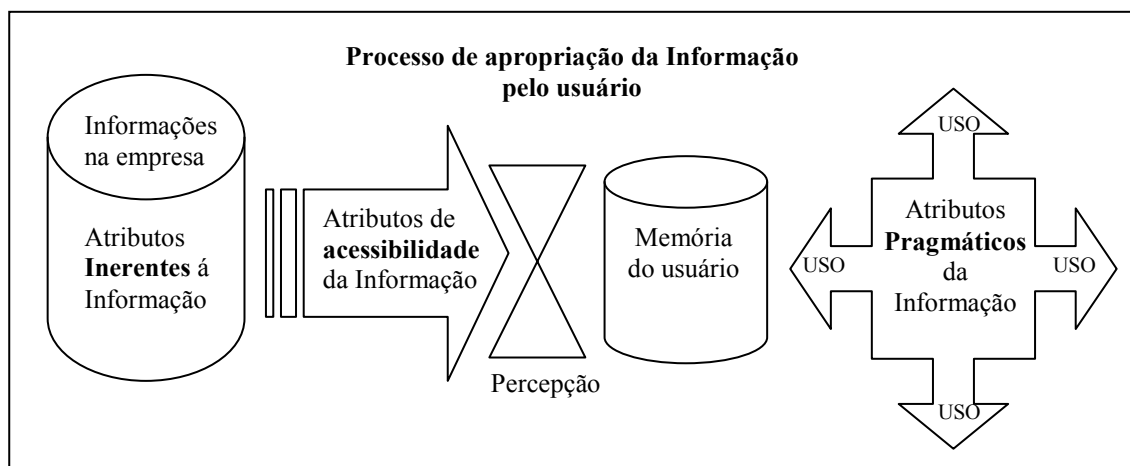 Processo de apropriação da Informação
pelo usuário
Informações
na empresa
Atributos
Inerentes á
Informação
Atributos de
acessibilidade
da Informação
Percepção
Memória
do usuário
USO
USO
Atributos
Pragmáticos
da
Informação
USO
USO